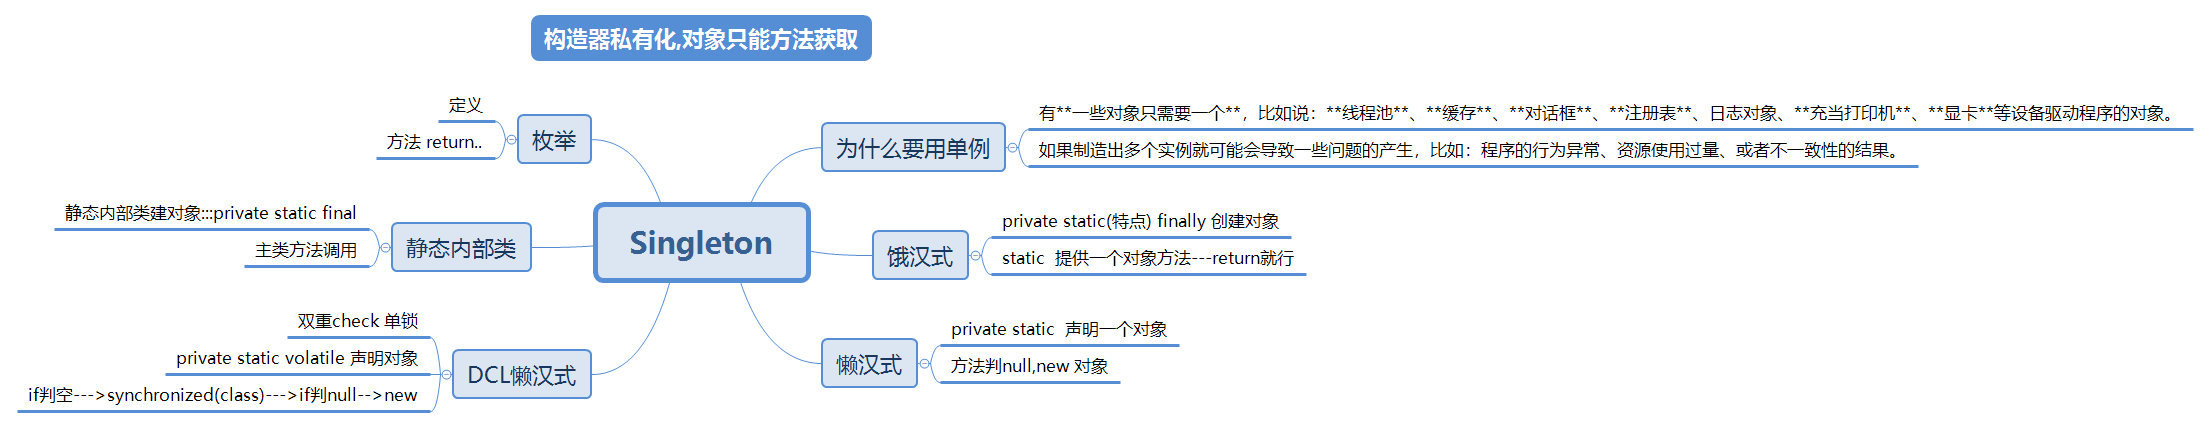 构造器私有化,对象只能方法获取
Singleton
为什么要用单例
有**一些对象只需要一个**，比如说：**线程池**、**缓存**、**对话框**、**注册表**、日志对象、**充当打印机**、**显卡**等设备驱动程序的对象。
如果制造出多个实例就可能会导致一些问题的产生，比如：程序的行为异常、资源使用过量、或者不一致性的结果。
饿汉式
private static(特点) finally 创建对象
static  提供一个对象方法---return就行
懒汉式
private static  声明一个对象
方法判null,new 对象
枚举
定义
方法 return..
静态内部类
静态内部类建对象:::private static final
主类方法调用
DCL懒汉式
双重check 单锁
private static volatile 声明对象
if判空--->synchronized(class)--->if判null-->new